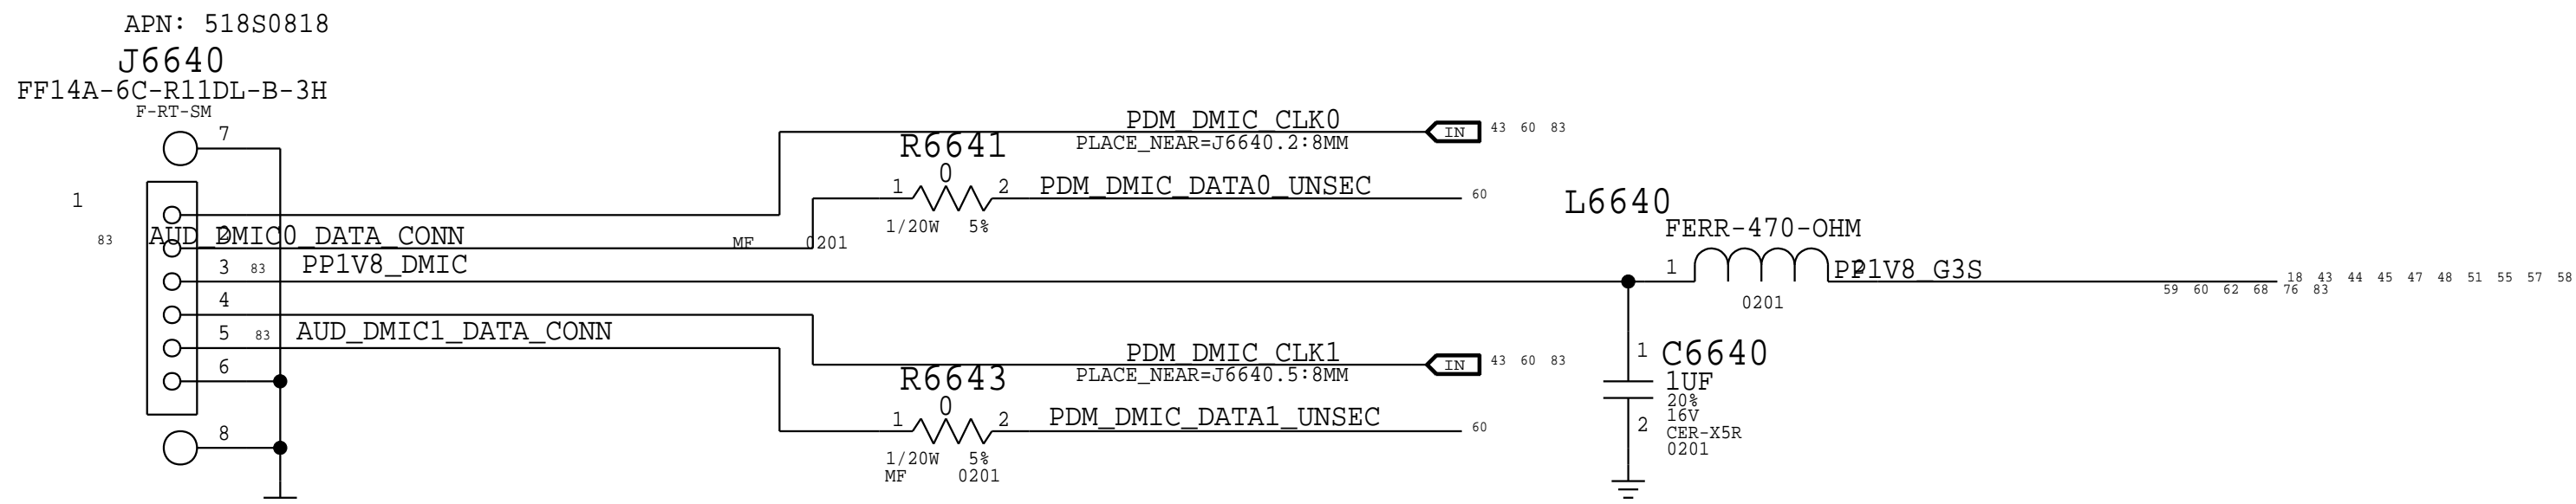 APN: 518S0818
J6640
FF14A-6C-R11DL-B-3H
F-RT-SM
7
PDM_DMIC_CLK0
IN
43 60 83
PLACE_NEAR=J6640.2:8MM
R6641
0
1
2
PDM_DMIC_DATA0_UNSEC
60
1/20W 5%
MF 0201
1
83
AUD_DMIC0_DATA_CONN
2
3
83
PP1V8_DMIC
L6640
FERR-470-OHM
1
2
PP1V8_G3S
18 43 44 45 47 48 51 55 57 58
59 60 62 68 76 83
0201
4
5
83
AUD_DMIC1_DATA_CONN
6
PDM_DMIC_CLK1
IN
43 60 83
PLACE_NEAR=J6640.5:8MM
R6643
0
1
2
PDM_DMIC_DATA1_UNSEC
60
1/20W 5%
MF 0201
1
C6640
1UF
20%
16V
2
CER-X5R
0201
8